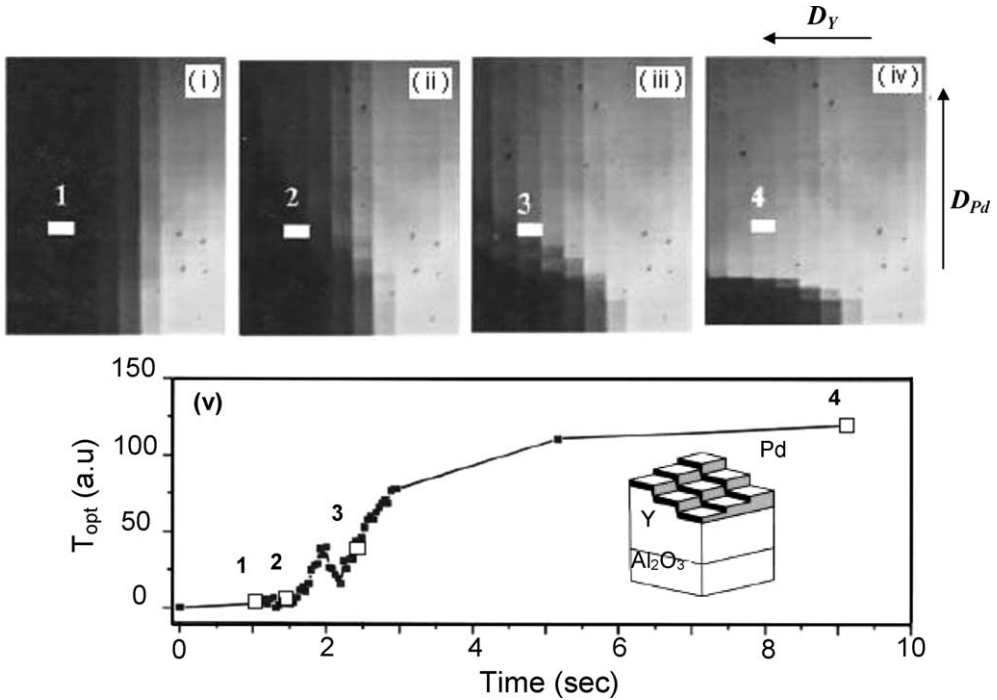 D_Y
(i)
(ii)
(iii)
(iv)
1
2
3
4
D_Pd
150
100
50
0
T_opt (a.u)
(v)
1
2
3
4
Pd
Y
Al₂O₃
0
2
4
6
8
10
Time (sec)